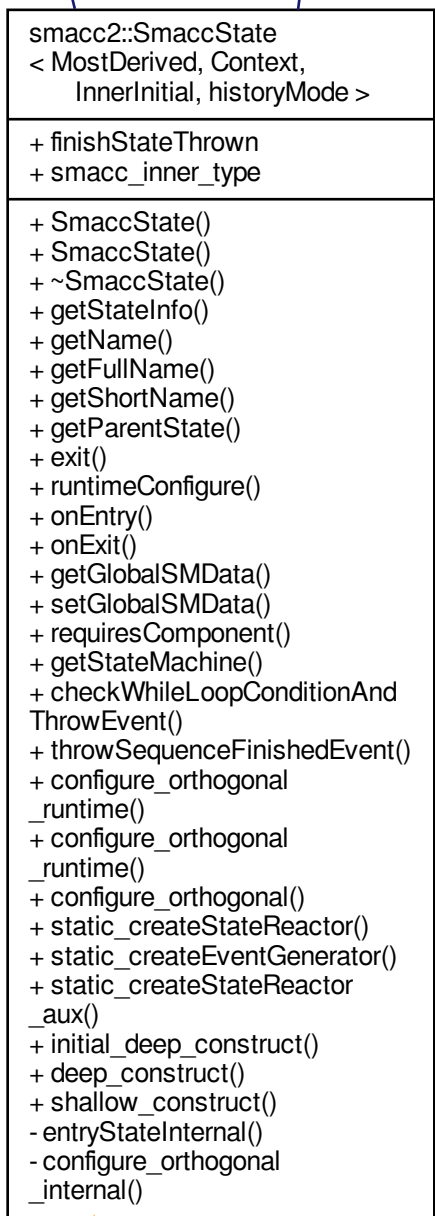 smacc2::SmaccState
< MostDerived, Context,
InnerInitial, historyMode >
+ finishStateThrown
+ smacc_inner_type
+ SmaccState()
+ SmaccState()
+ ~SmaccState()
+ getStateInfo()
+ getName()
+ getFullName()
+ getShortName()
+ getParentState()
+ exit()
+ runtimeConfigure()
+ onEntry()
+ onExit()
+ getGlobalSMData()
+ setGlobalSMData()
+ requiresComponent()
+ getStateMachine()
+ checkWhileLoopConditionAnd
ThrowEvent()
+ throwSequenceFinishedEvent()
+ configure_orthogonal
_runtime()
+ configure_orthogonal
_runtime()
+ configure_orthogonal()
+ static_createStateReactor()
+ static_createEventGenerator()
+ static_createStateReactor
_aux()
+ initial_deep_construct()
+ deep_construct()
+ shallow_construct()
- entryStateInternal()
- configure_orthogonal
_internal()